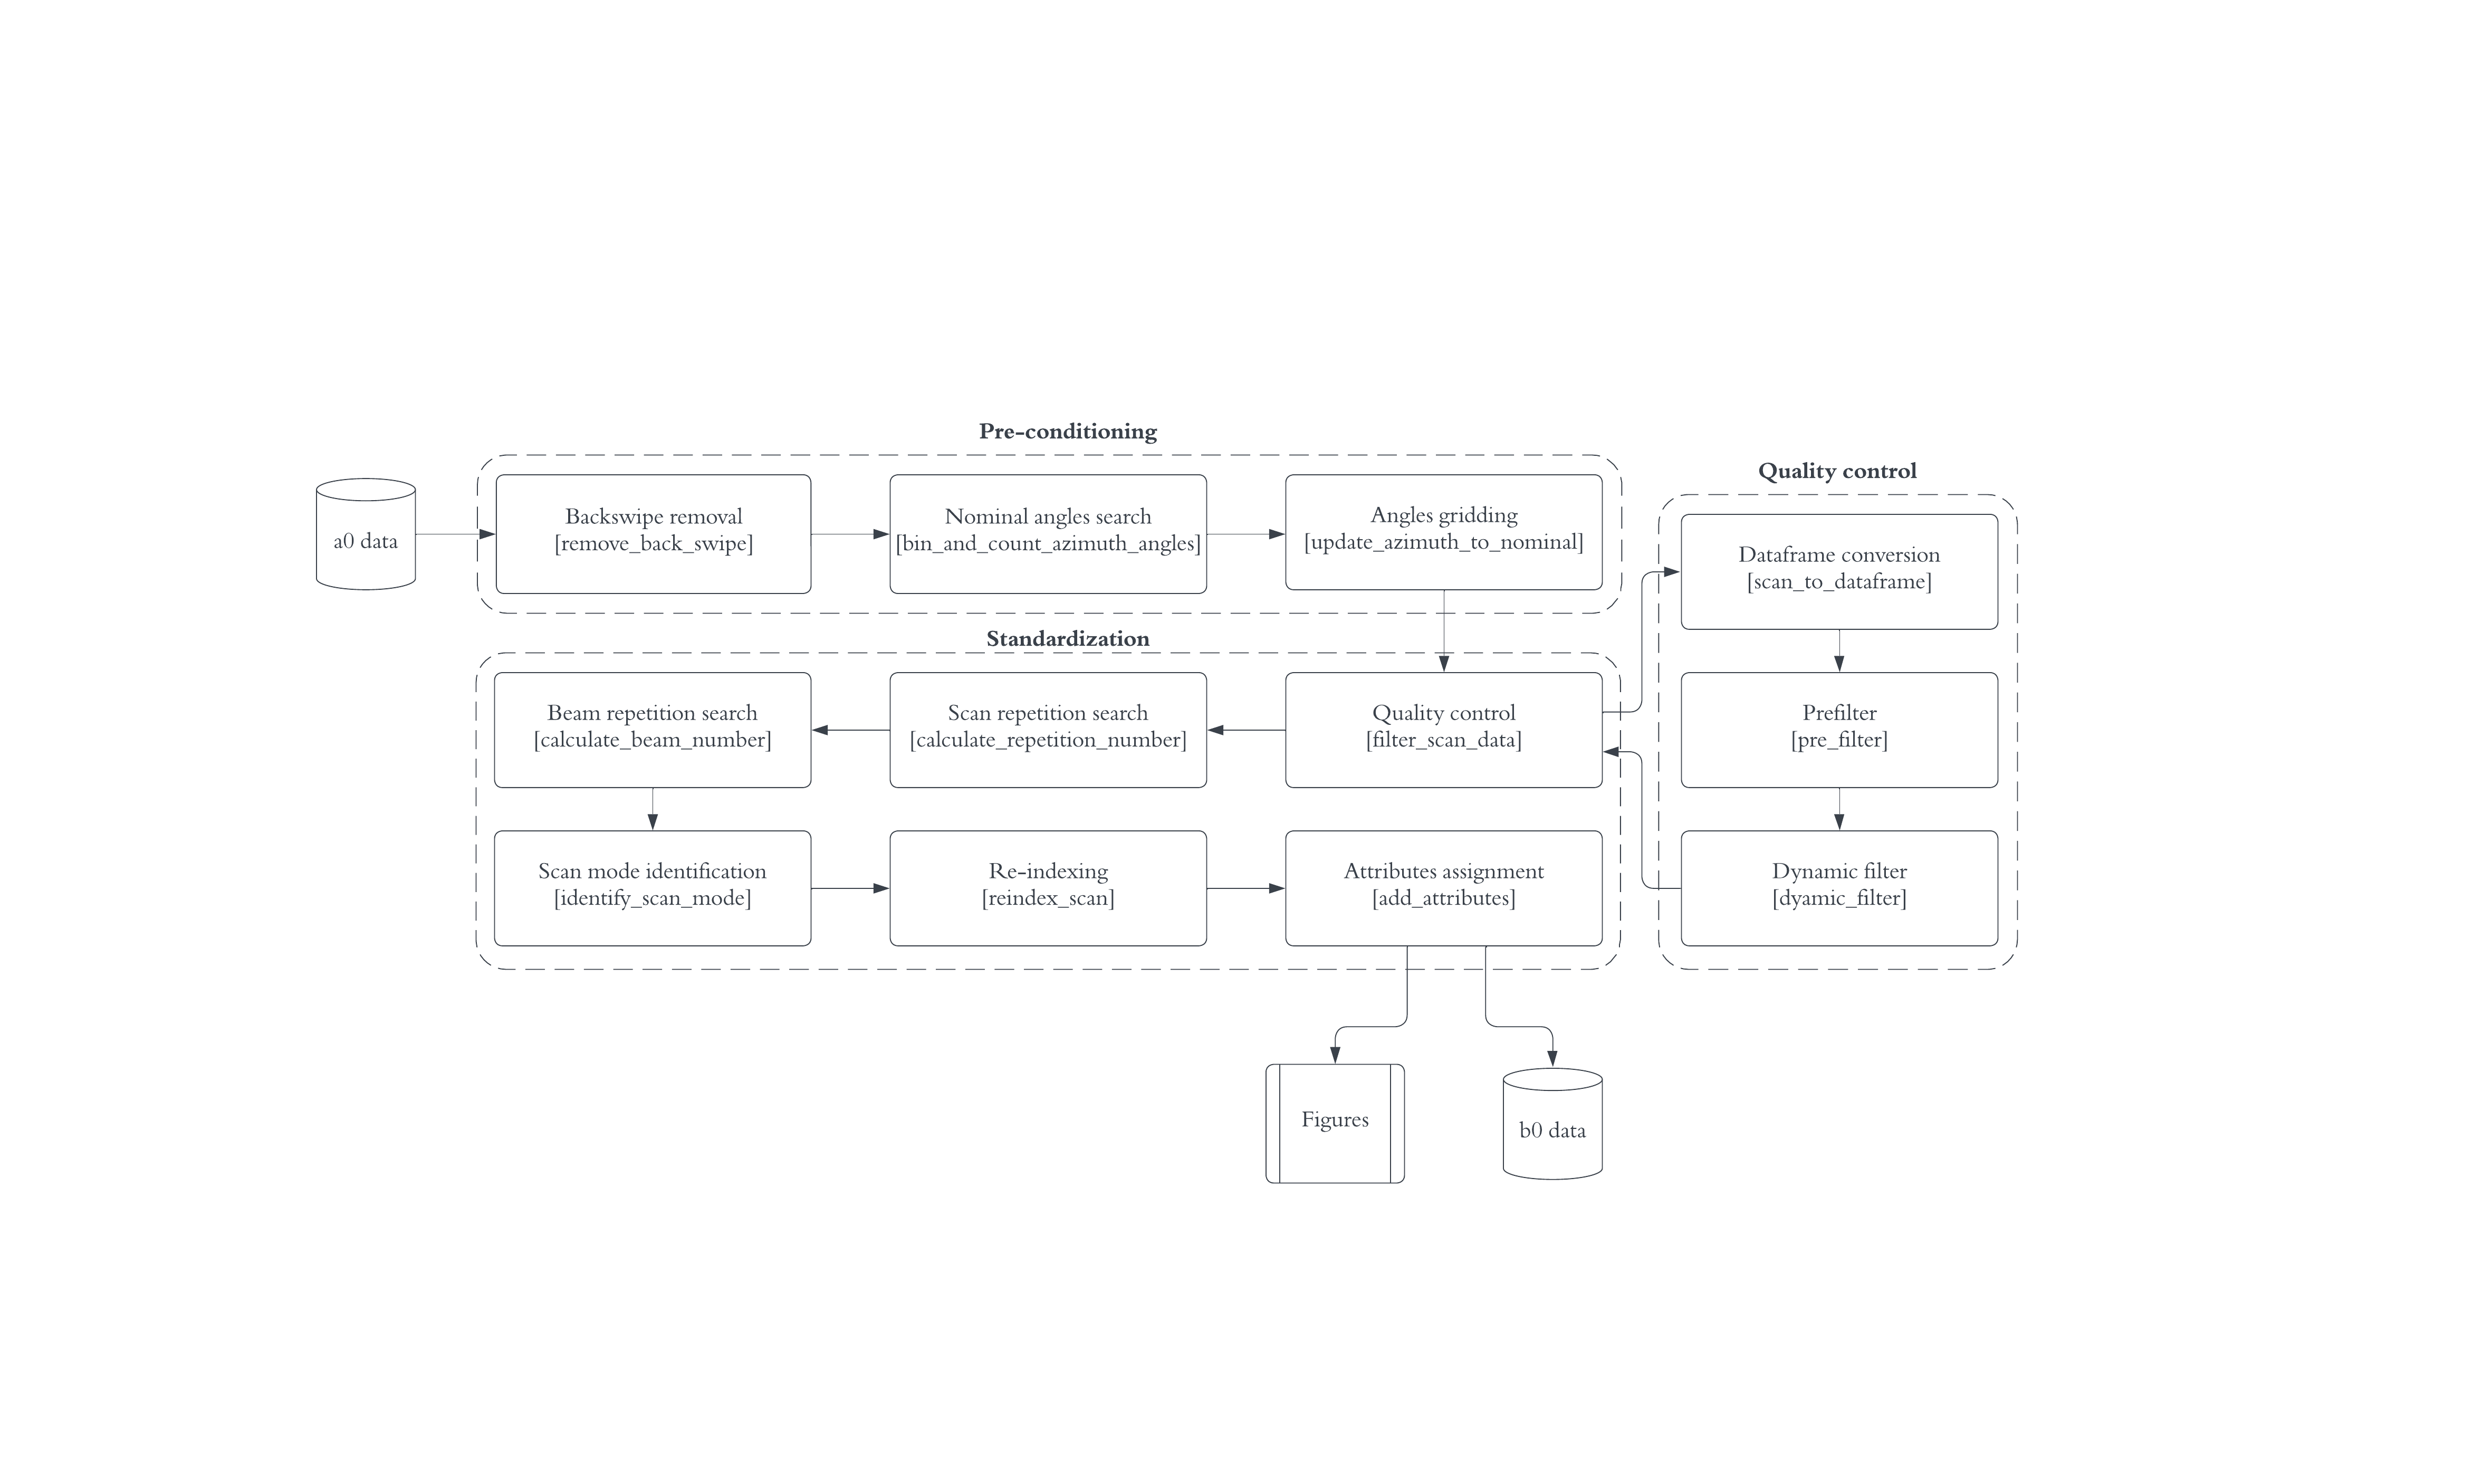 Pre-conditioning
a0 data
Backswipe removal
[remove_back_swipe]
Nominal angles search
[bin_and_count_azimuth_angles]
Angles gridding
[update_azimuth_to_nominal]
Quality control
Dataframe conversion
[scan_to_dataframe]
Prefilter
[pre_filter]
Dynamic filter
[dyamic_filter]
Standardization
Beam repetition search
[calculate_beam_number]
Scan repetition search
[calculate_repetition_number]
Quality control
[filter_scan_data]
Scan mode identification
[identify_scan_mode]
Re-indexing
[reindex_scan]
Attributes assignment
[add_attributes]
Figures
b0 data